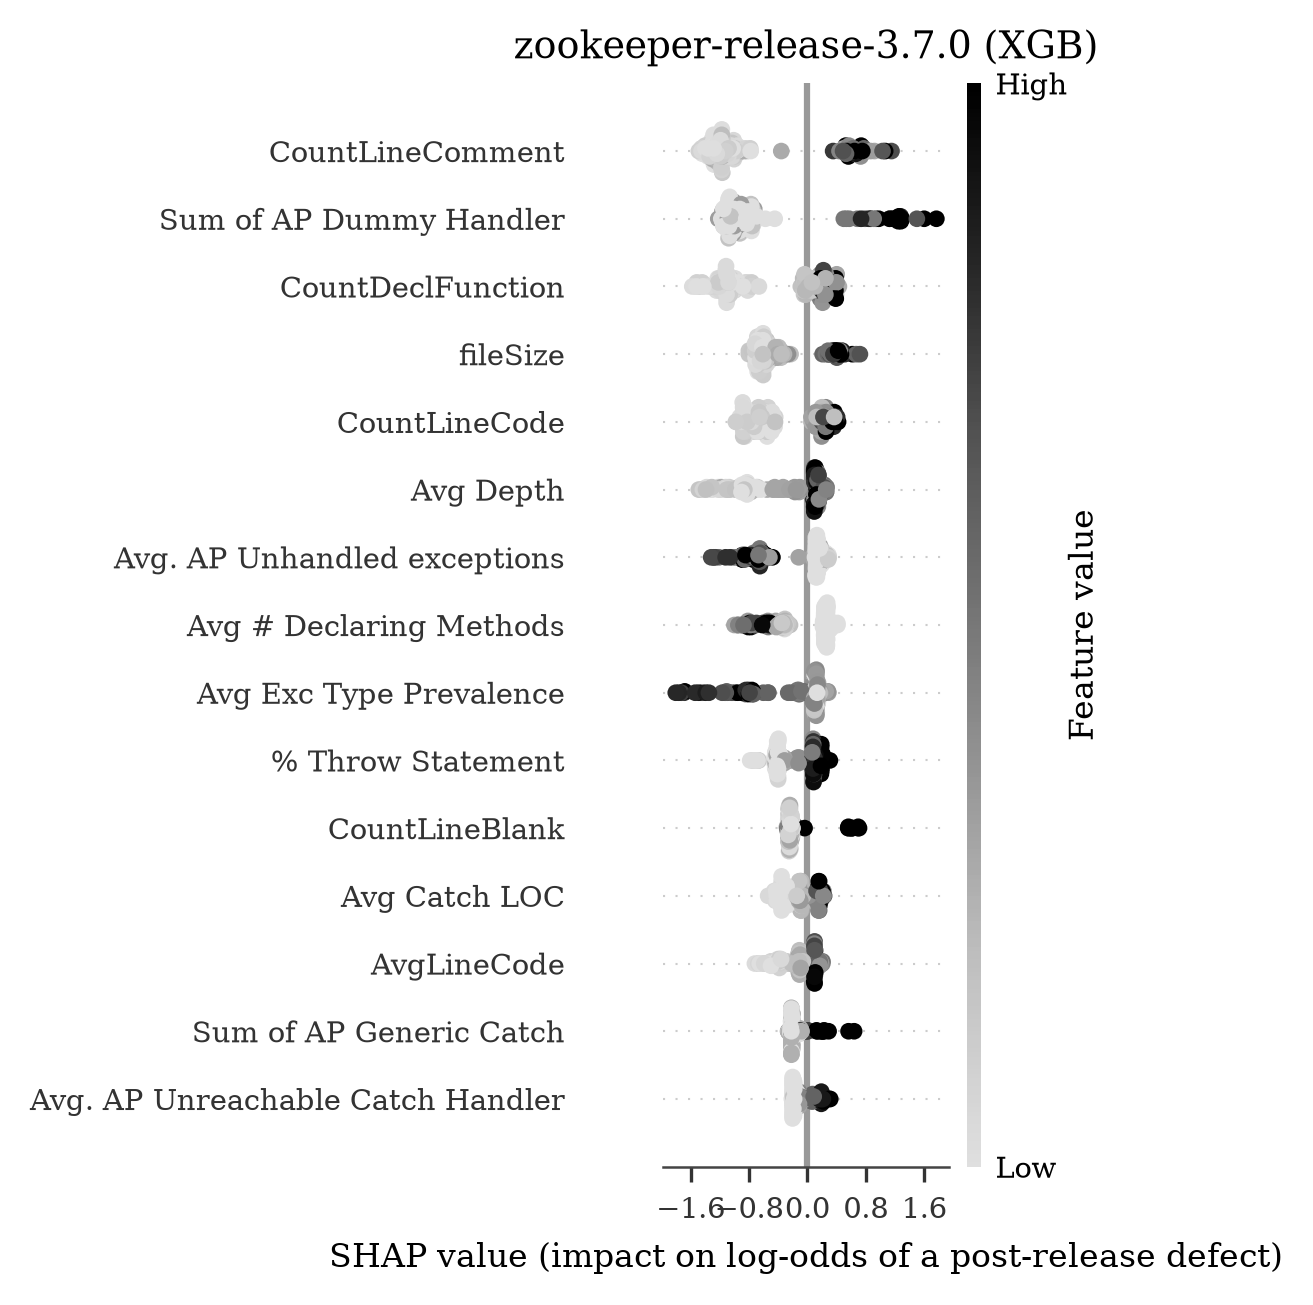 zookeeper-release-3.7.0 (XGB)
High
CountLineComment
Sum of AP Dummy Handler
CountDeclFunction
fileSize
CountLineCode
Avg Depth
Avg. AP Unhandled exceptions
Avg # Declaring Methods
Avg Exc Type Prevalence
% Throw Statement
CountLineBlank
Avg Catch LOC
AvgLineCode
Sum of AP Generic Catch
Avg. AP Unreachable Catch Handler
Feature value
Low
−1.6 −0.8 0.0 0.8 1.6
SHAP value (impact on log-odds of a post-release defect)